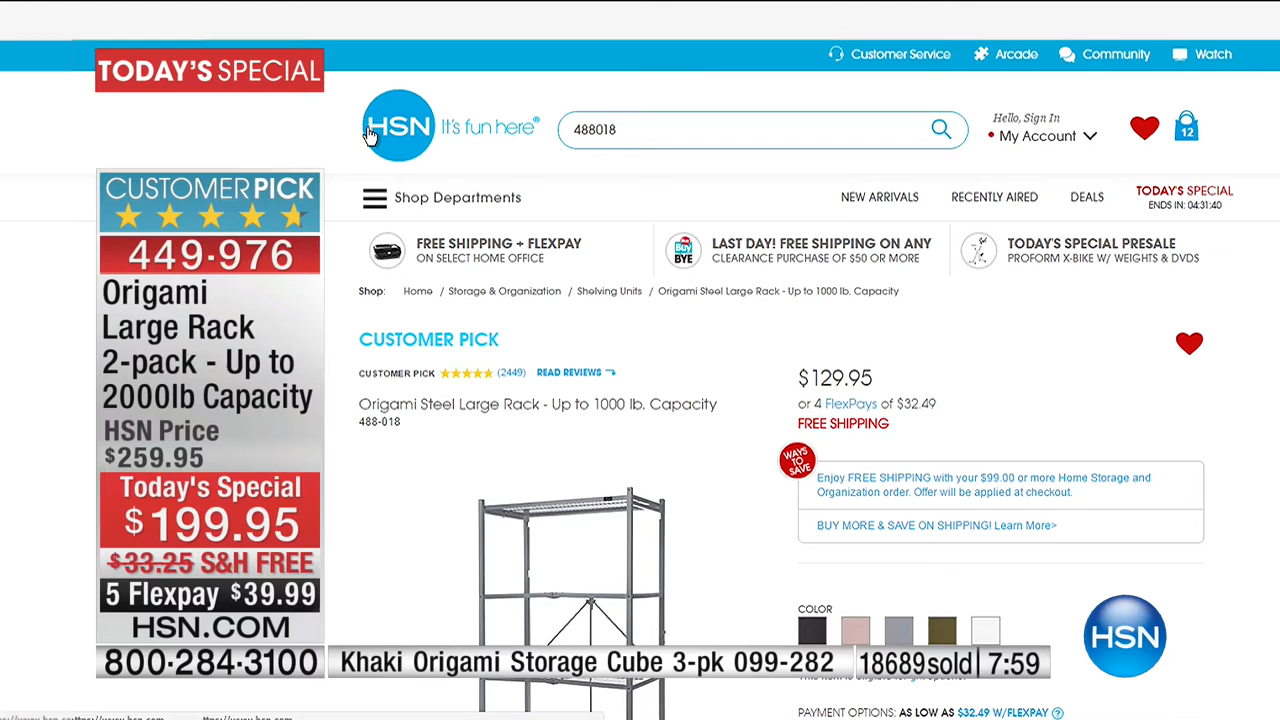 Customer Service
Arcade
Community
Watch
TODAY'S SPECIAL
HSN It's fun here®
488018
Hello, Sign In
My Account
12
CUSTOMER PICK
449-976
Origami
Large Rack
2-pack - Up to
2000lb Capacity
HSN Price
$259.95
Today's Special
$199.95
$33.25 S&H FREE
5 Flexpay $39.99
HSN.COM
800-284-3100
Shop Departments
NEW ARRIVALS
RECENTLY AIRED
DEALS
TODAY'S SPECIAL
ENDS IN: 04:31:40
FREE SHIPPING + FLEXPAY
ON SELECT HOME OFFICE
Buy
BYE
LAST DAY! FREE SHIPPING ON ANY
CLEARANCE PURCHASE OF $50 OR MORE
TODAY'S SPECIAL PRESALE
PROFORM X-BIKE W/ WEIGHTS & DVDS
Shop: Home / Storage & Organization / Shelving Units / Origami Steel Large Rack - Up to 1000 lb. Capacity
CUSTOMER PICK
CUSTOMER PICK (2449) READ REVIEWS
Origami Steel Large Rack - Up to 1000 lb. Capacity
488-018
$129.95
or 4 FlexPays of $32.49
FREE SHIPPING
WAYS
TO
SAVE
Enjoy FREE SHIPPING with your $99.00 or more Home Storage and
Organization order. Offer will be applied at checkout.
BUY MORE & SAVE ON SHIPPING! Learn More>
COLOR
HSN
Khaki Origami Storage Cube 3-pk 099-282
18689sold
7:59
PAYMENT OPTIONS: AS LOW AS $32.49 W/FLEXPAY ?